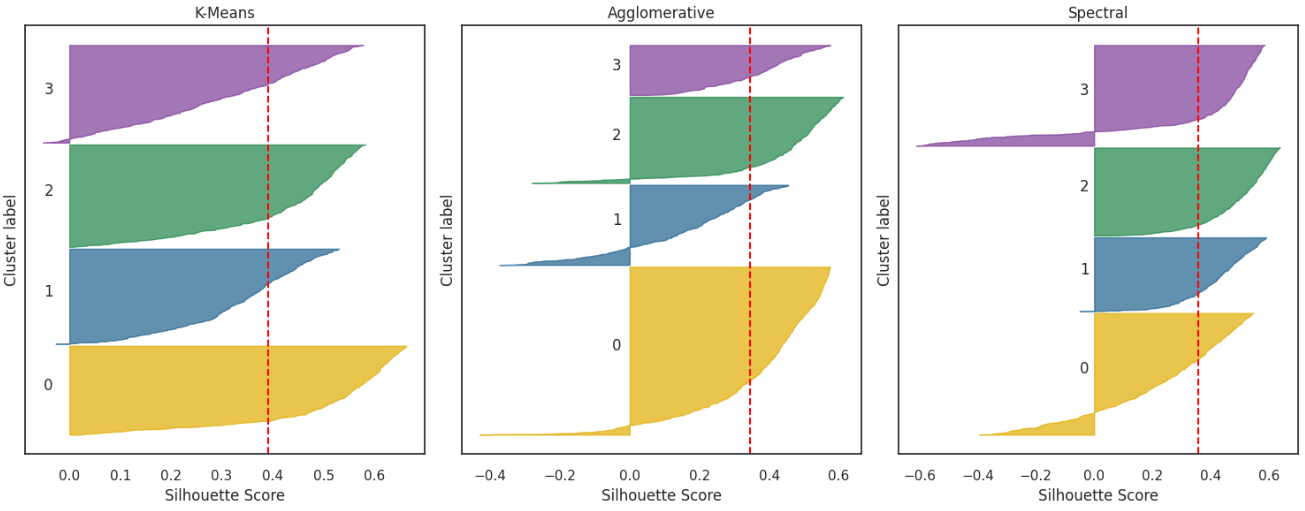 K-Means
Agglomerative
Spectral
Cluster label
3
2
1
0
0.0 0.1 0.2 0.3 0.4 0.5 0.6
Silhouette Score
Cluster label
3
2
1
0
−0.4 −0.2 0.0 0.2 0.4 0.6
Silhouette Score
Cluster label
3
2
1
0
−0.6 −0.4 −0.2 0.0 0.2 0.4 0.6
Silhouette Score